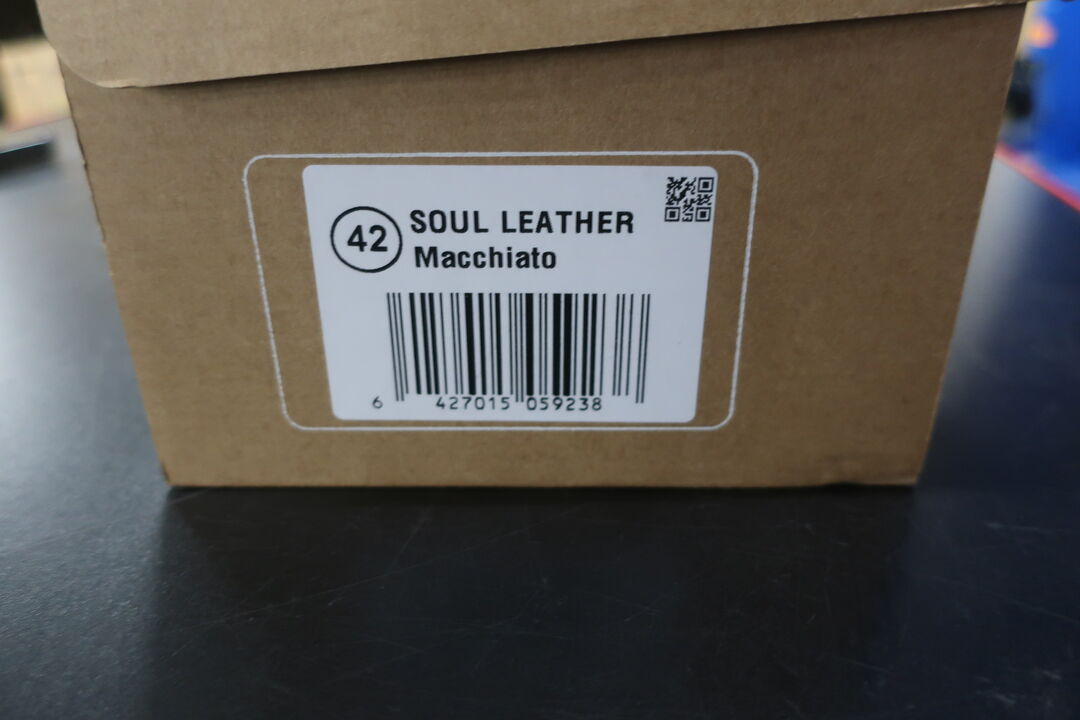 42
SOUL LEATHER
Macchiato
6 427015 059238